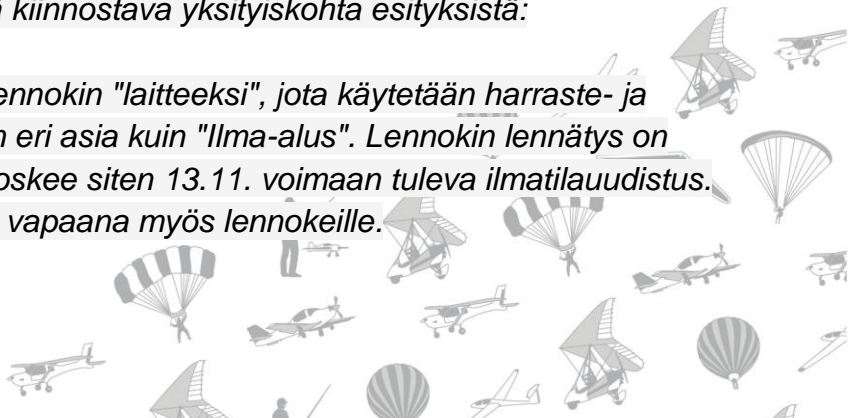 kiinnostava yksityiskohta esityksistä:
ennokin "laitteeksi", jota käytetään harraste- ja
eri asia kuin "Ilma-alus". Lennokin lennätys on
oskee siten 13.11. voimaan tuleva ilmatilauudistus.
vapaana myös lennokeille.